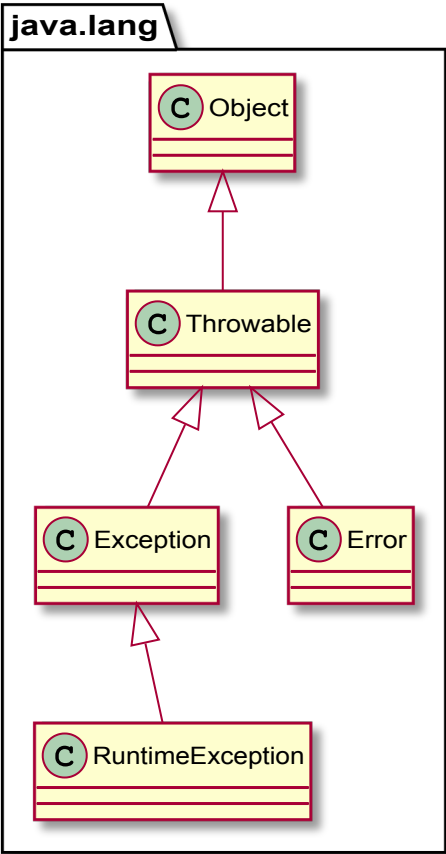 java.lang
C Object
C Throwable
C Exception
C Error
C RuntimeException